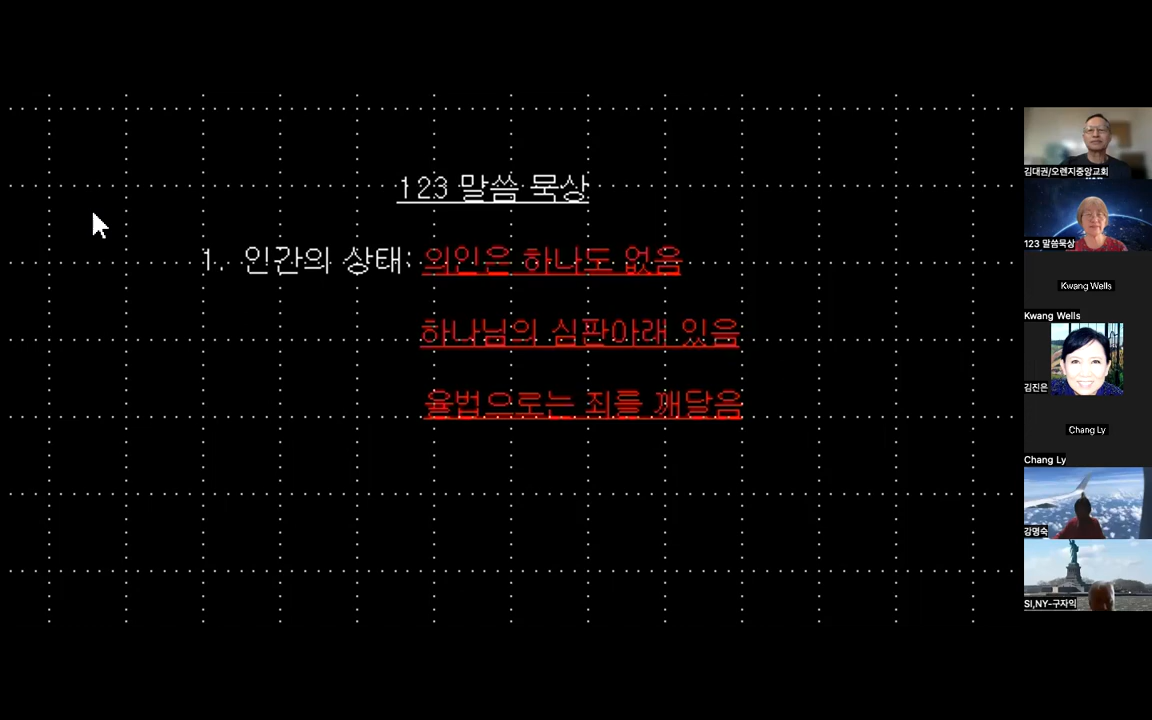 123 말씀 묵상
1. 인간의 상태: 의인은 하나도 없음
하나님의 심판아래 있음
율법으로는 죄를 깨달음
김대권/오렌지중앙교회
123 말씀묵상
Kwang Wells
Kwang Wells
김진은
Chang Ly
Chang Ly
강명숙
SI,NY-구자익